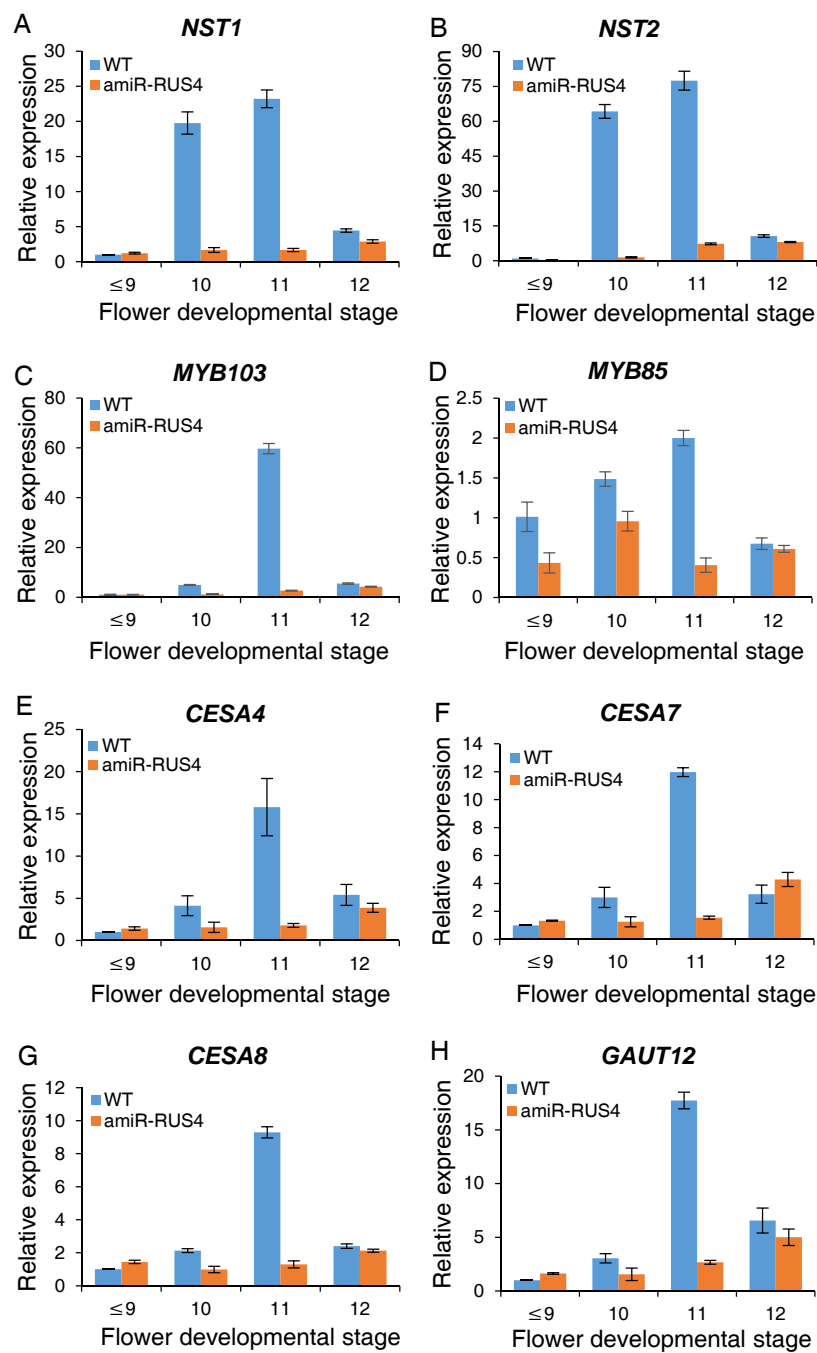 A
NST1
30
25
20
15
10
5
0
Relative expression
WT
amiR-RUS4
≤9 10 11 12
Flower developmental stage
B
NST2
90
75
60
45
30
15
0
Relative expression
WT
amiR-RUS4
≤9 10 11 12
Flower developmental stage
C
MYB103
80
60
40
20
0
Relative expression
WT
amiR-RUS4
≤9 10 11 12
Flower developmental stage
D
MYB85
2.5
2
1.5
1
0.5
0
Relative expression
WT
amiR-RUS4
≤9 10 11 12
Flower developmental stage
E
CESA4
25
20
15
10
5
0
Relative expression
WT
amiR-RUS4
≤9 10 11 12
Flower developmental stage
F
CESA7
14
12
10
8
6
4
2
0
Relative expression
WT
amiR-RUS4
≤9 10 11 12
Flower developmental stage
G
CESA8
12
10
8
6
4
2
0
Relative expression
WT
amiR-RUS4
≤9 10 11 12
Flower developmental stage
H
GAUT12
20
15
10
5
0
Relative expression
WT
amiR-RUS4
≤9 10 11 12
Flower developmental stage